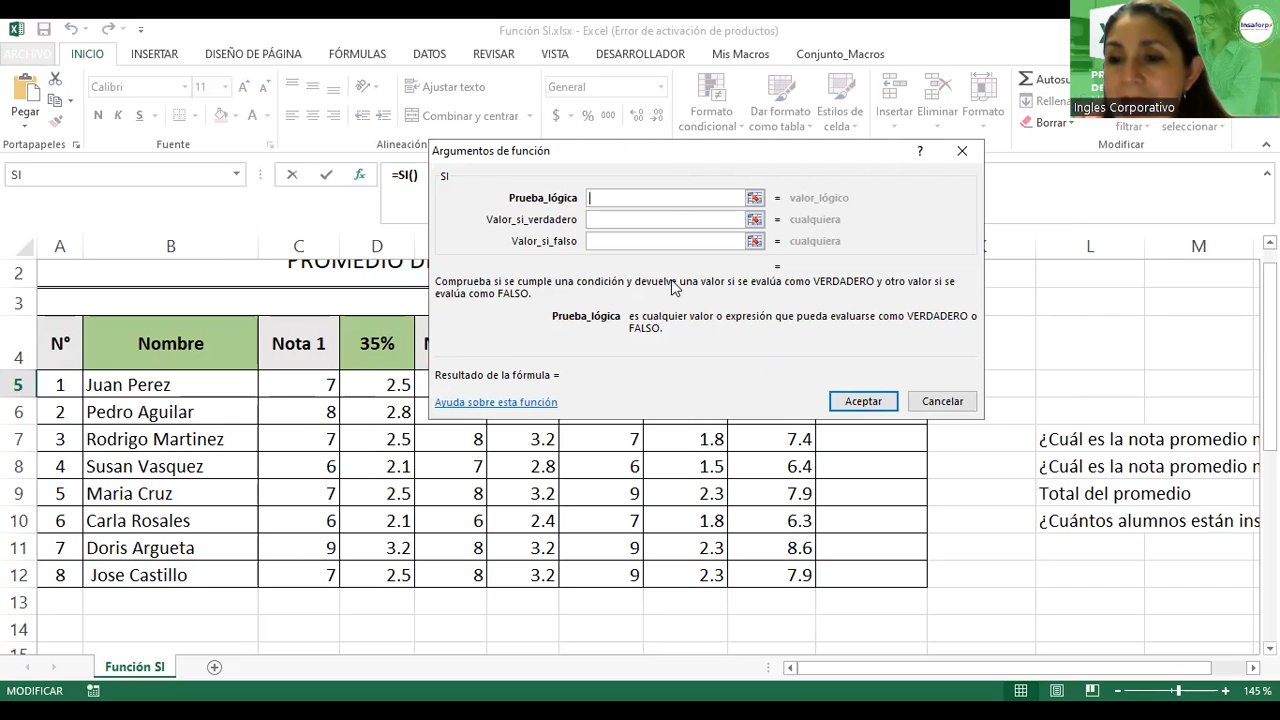 Función SI.xlsx - Excel (Error de activación de productos)
ARCHIVO INICIO INSERTAR DISEÑO DE PÁGINA FÓRMULAS DATOS REVISAR VISTA DESARROLLADOR Mis Macros Conjunto_Macros
Insaforp
Ingles Corporativo
Pegar
Calibri 11
N K S
Ajustar texto
Combinar y centrar
General
$ % 000
Formato condicional
Dar formato como tabla
Estilos de celda
Insertar Eliminar Formato
Autosu
Rellena
Borrar
filtrar seleccionar
Portapapeles Fuente Alineación Modificar
SI =SI()
Argumentos de función ?
SI
Prueba_lógica = valor_lógico
Valor_si_verdadero = cualquiera
Valor_si_falso = cualquiera
=
Comprueba si se cumple una condición y devuelve una valor si se evalúa como VERDADERO y otro valor si se
evalúa como FALSO.
Prueba_lógica es cualquier valor o expresión que pueda evaluarse como VERDADERO o
FALSO.
Resultado de la fórmula =
Ayuda sobre esta función Aceptar Cancelar
A B C D L M
2 PROMEDIO DE
3
4 N° Nombre Nota 1 35%
5 1 Juan Perez 7 2.5
6 2 Pedro Aguilar 8 2.8
7 3 Rodrigo Martinez 7 2.5 8 3.2 7 1.8 7.4 ¿Cuál es la nota promedio
8 4 Susan Vasquez 6 2.1 7 2.8 6 1.5 6.4 ¿Cuál es la nota promedio
9 5 Maria Cruz 7 2.5 8 3.2 9 2.3 7.9 Total del promedio
10 6 Carla Rosales 6 2.1 6 2.4 7 1.8 6.3 ¿Cuántos alumnos están ins
11 7 Doris Argueta 9 3.2 8 3.2 9 2.3 8.6
12 8 Jose Castillo 7 2.5 8 3.2 9 2.3 7.9
13
14
Función SI
MODIFICAR 145 %